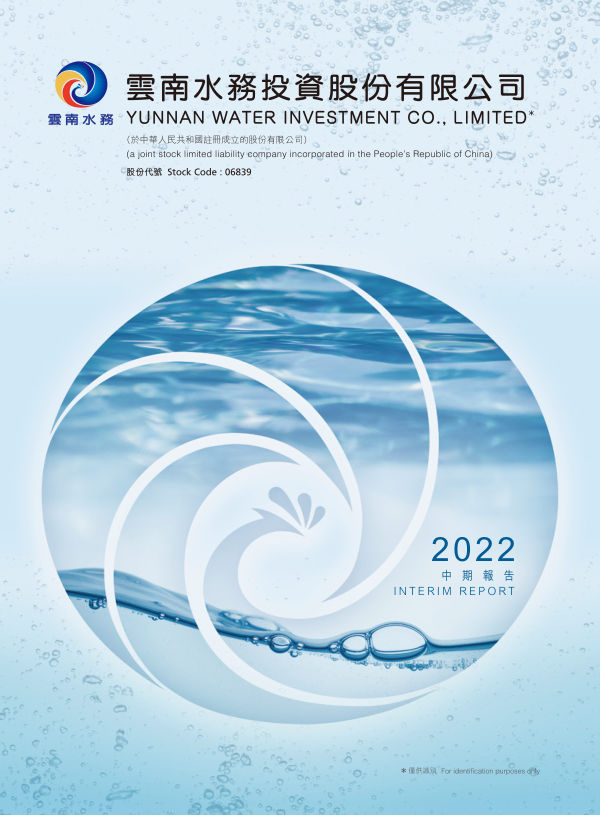 雲南水務投資股份有限公司
雲南水務
YUNNAN WATER INVESTMENT CO., LIMITED*
(於中華人民共和國註冊成立的股份有限公司)
(a joint stock limited liability company incorporated in the People's Republic of China)
股份代號 Stock Code : 06839
2022
中期報告
INTERIM REPORT
* 僅供識別 For identification purposes only